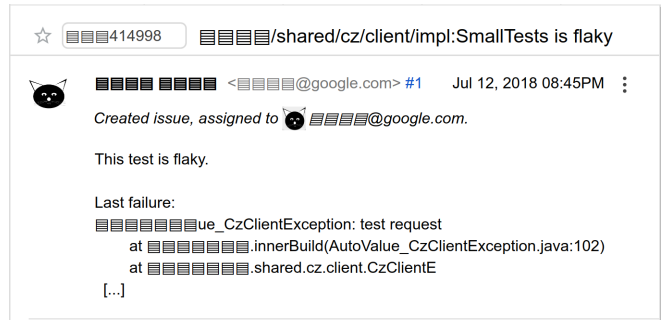 414998 /shared/cz/client/impl:SmallTests is flaky
@google.com> #1 Jul 12, 2018 08:45PM
Created issue, assigned to @google.com.
This test is flaky.
Last failure:
ue_CzClientException: test request
at .innerBuild(AutoValue_CzClientException.java:102)
at .shared.cz.client.CzClientE
[...]